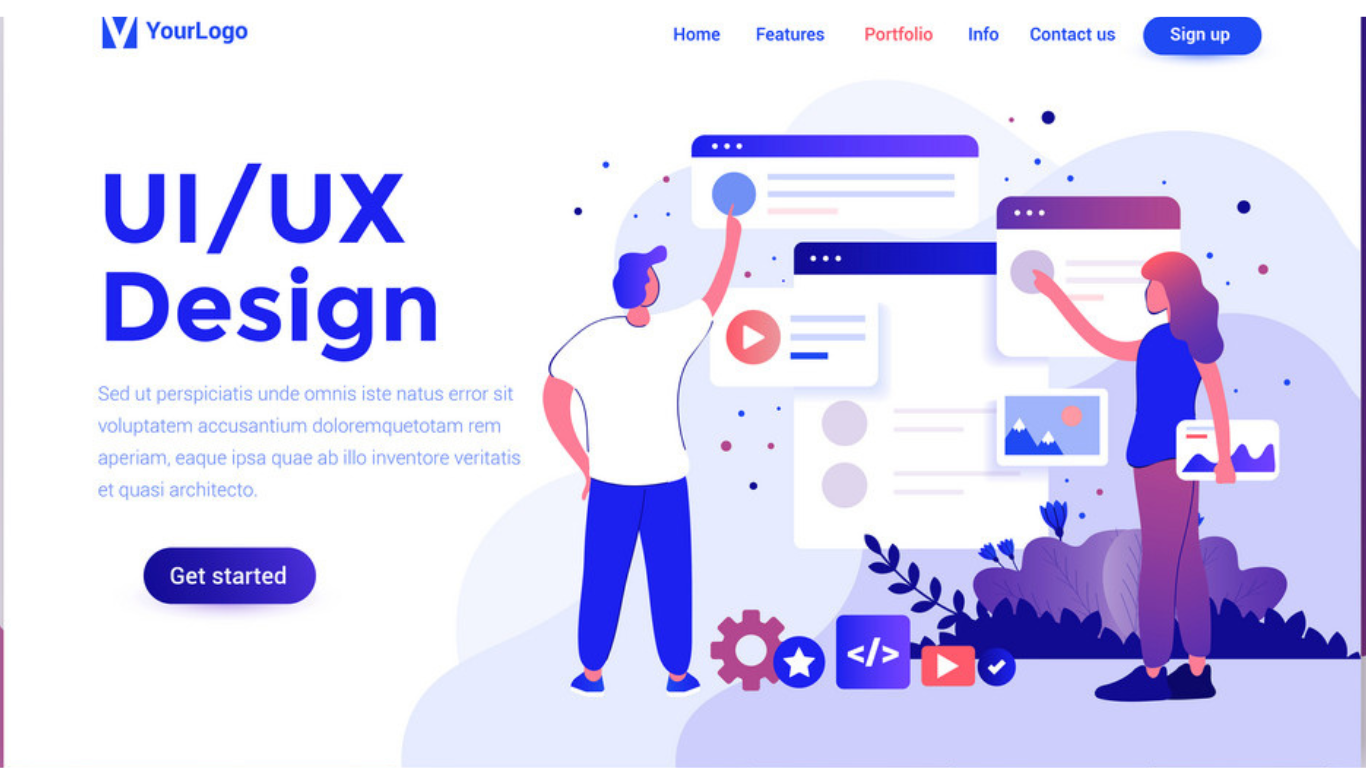 YourLogo
Home Features Portfolio Info Contact us Sign up
UI/UX
Design
Sed ut perspiciatis unde omnis iste natus error sit
voluptatem accusantium doloremquetotam rem
aperiam, eaque ipsa quae ab illo inventore veritatis
et quasi architecto.
Get started
</>